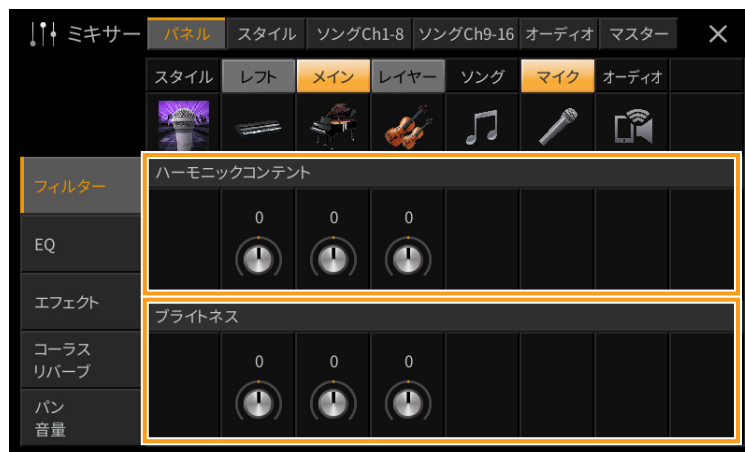 ミキサー パネル スタイル ソングCh1-8 ソングCh9-16 オーディオ マスター
スタイル レフト メイン レイヤー ソング マイク オーディオ
フィルター
ハーモニックコンテント
0 0 0
EQ
エフェクト
ブライトネス
コーラス
リバーブ
0 0 0
パン
音量